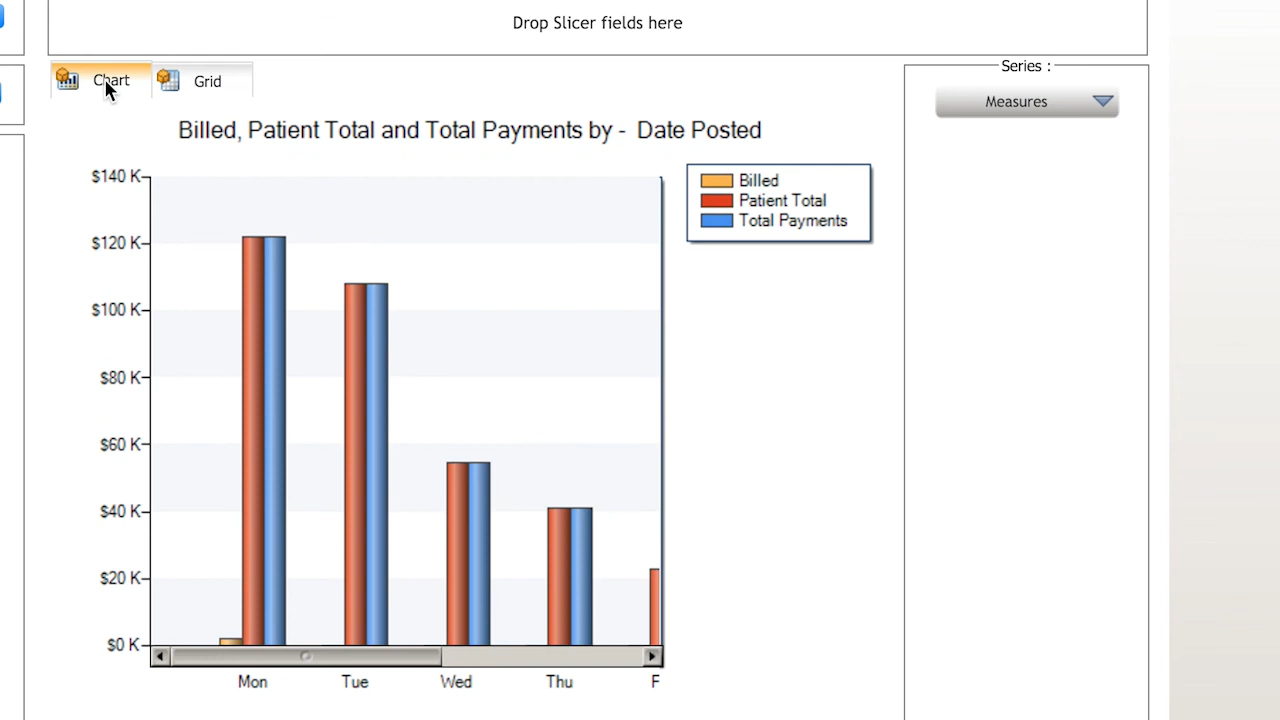 Drop Slicer fields here
Chart
Grid
Series :
Measures
Billed, Patient Total and Total Payments by - Date Posted
Billed
Patient Total
Total Payments
$140 K
$120 K
$100 K
$80 K
$60 K
$40 K
$20 K
$0 K
Mon Tue Wed Thu F